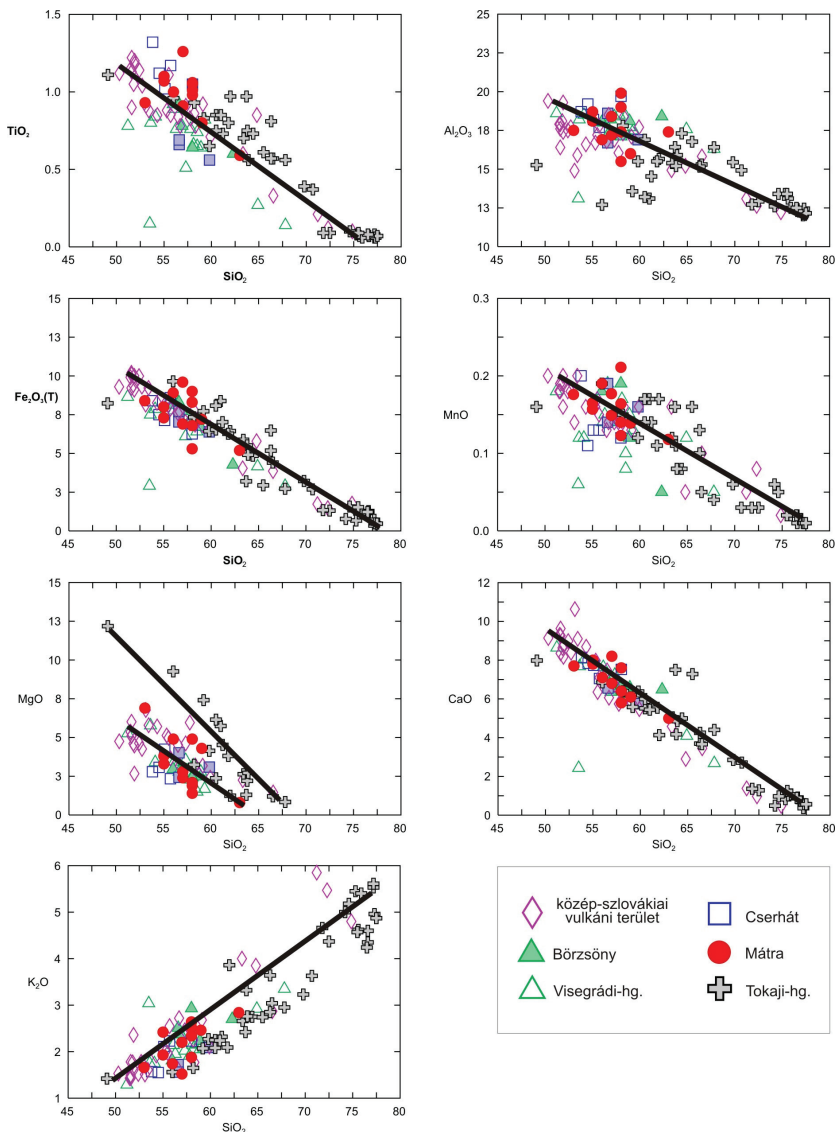 1.5
1.0
0.5
0.0
TiO₂
45 50 55 60 65 70 75 80
SiO₂
25
23
20
18
15
13
10
Al₂O₃
45 50 55 60 65 70 75 80
SiO₂
15
13
10
8
5
3
0
Fe₂O₃(T)
45 50 55 60 65 70 75 80
SiO₂
0.3
0.2
0.1
0.0
MnO
45 50 55 60 65 70 75 80
SiO₂
15
13
10
8
5
3
0
MgO
45 50 55 60 65 70 75 80
SiO₂
12
10
8
6
4
2
0
CaO
45 50 55 60 65 70 75 80
SiO₂
6
5
4
3
2
1
K₂O
45 50 55 60 65 70 75 80
SiO₂
közép-szlovákiai
vulkáni terület
Börzsöny
Visegrádi-hg.
Cserhát
Mátra
Tokaji-hg.